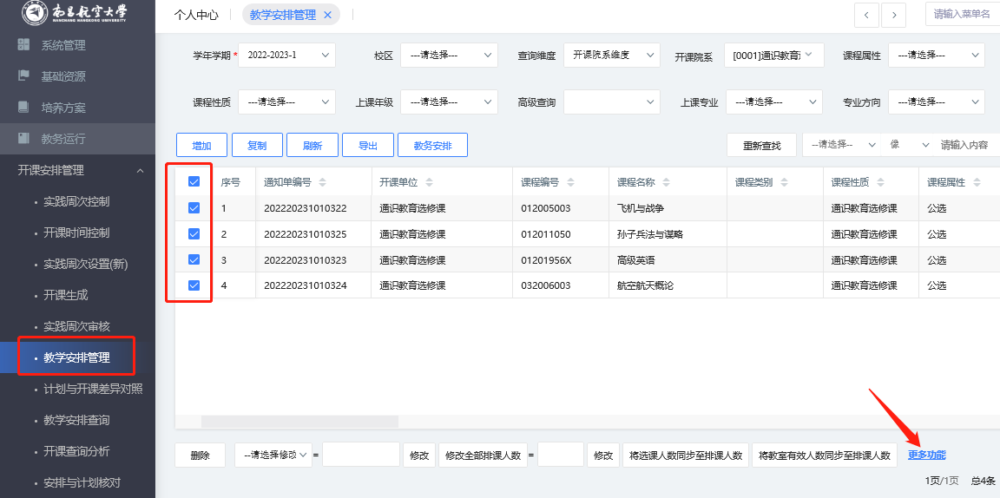 南昌航空大学
NANCHANG HANGKONG UNIVERSITY
个人中心
教学安排管理 ×
请输入菜单名
系统管理
基础资源
培养方案
教务运行
开课安排管理
实践周次控制
开课时间控制
实践周次设置(新)
开课生成
实践周次审核
教学安排管理
计划与开课差异对照
教学安排查询
开课查询分析
安排与计划核对
学年学期* 2022-2023-1 校区 ---请选择--- 查询维度 开课院系维度 开课院系 [0001]通识教育 课程属性 ---请选择---
课程性质 ---请选择--- 上课年级 ---请选择--- 高级查询 上课专业 ---请选择--- 专业方向 ---请选择---
增加 复制 刷新 导出 教务安排 重新查找 --请选择-- 像 请输入内容
序号 通知单编号 开课单位 课程编号 课程名称 课程类别 课程性质 课程属性
1 202220231010322 通识教育选修课 012005003 飞机与战争 通识教育选修课 公选
2 202220231010325 通识教育选修课 012011050 孙子兵法与谋略 通识教育选修课 公选
3 202220231010323 通识教育选修课 01201956X 高级英语 通识教育选修课 公选
4 202220231010324 通识教育选修课 032006003 航空航天概论 通识教育选修课 公选
删除 --请选择修改 = 修改 修改全部排课人数 = 修改 将选课人数同步至排课人数 将教室有效人数同步至排课人数 更多功能
1页/1页 总4条